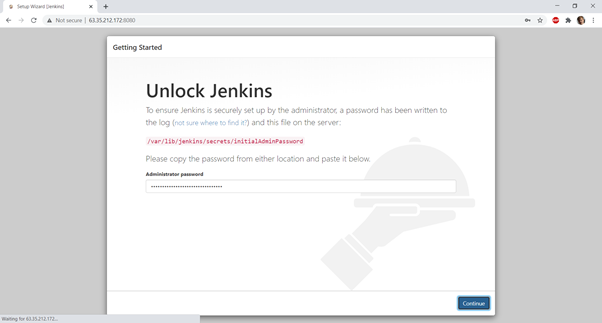 Setup Wizard [Jenkins]
Not secure | 63.35.212.172:8080
Getting Started
Unlock Jenkins
To ensure Jenkins is securely set up by the administrator, a password has been written to
the log (not sure where to find it?) and this file on the server:
/var/lib/jenkins/secrets/initialAdminPassword
Please copy the password from either location and paste it below.
Administrator password
••••••••••••••••••••••••••••••••
Continue
Waiting for 63.35.212.172...